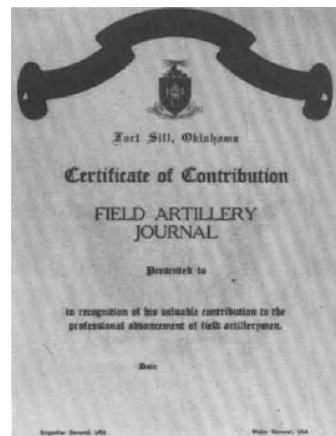 Fort Sill, Oklahoma
Certificate of Contribution
FIELD ARTILLERY
JOURNAL
Presented to
in recognition of his valuable contribution to the
professional advancement of field artillerymen.
Date
Brigadier General, USA
Major General, USA